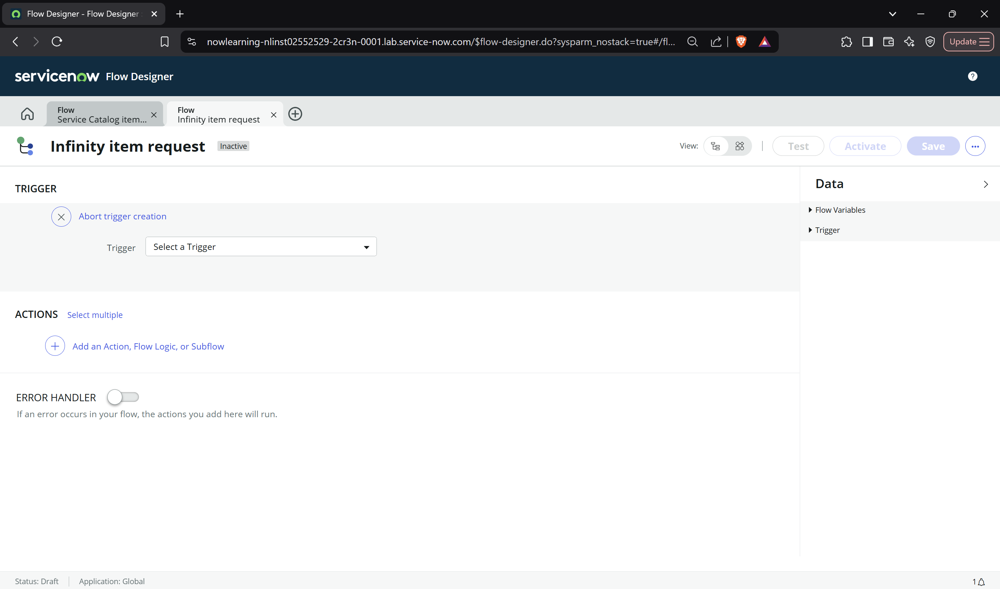 Flow Designer - Flow Designer
nowlearning-nlinst02552529-2cr3n-0001.lab.service-now.com/$flow-designer.do?sysparm_nostack=true#/fl...
Update
servicenow Flow Designer
?
Flow
Service Catalog item...
Flow
Infinity item request
Infinity item request
Inactive
View:
Test
Activate
Save
TRIGGER
Abort trigger creation
Trigger
Select a Trigger
ACTIONS
Select multiple
Add an Action, Flow Logic, or Subflow
ERROR HANDLER
If an error occurs in your flow, the actions you add here will run.
Data
Flow Variables
Trigger
Status: Draft
Application: Global
1